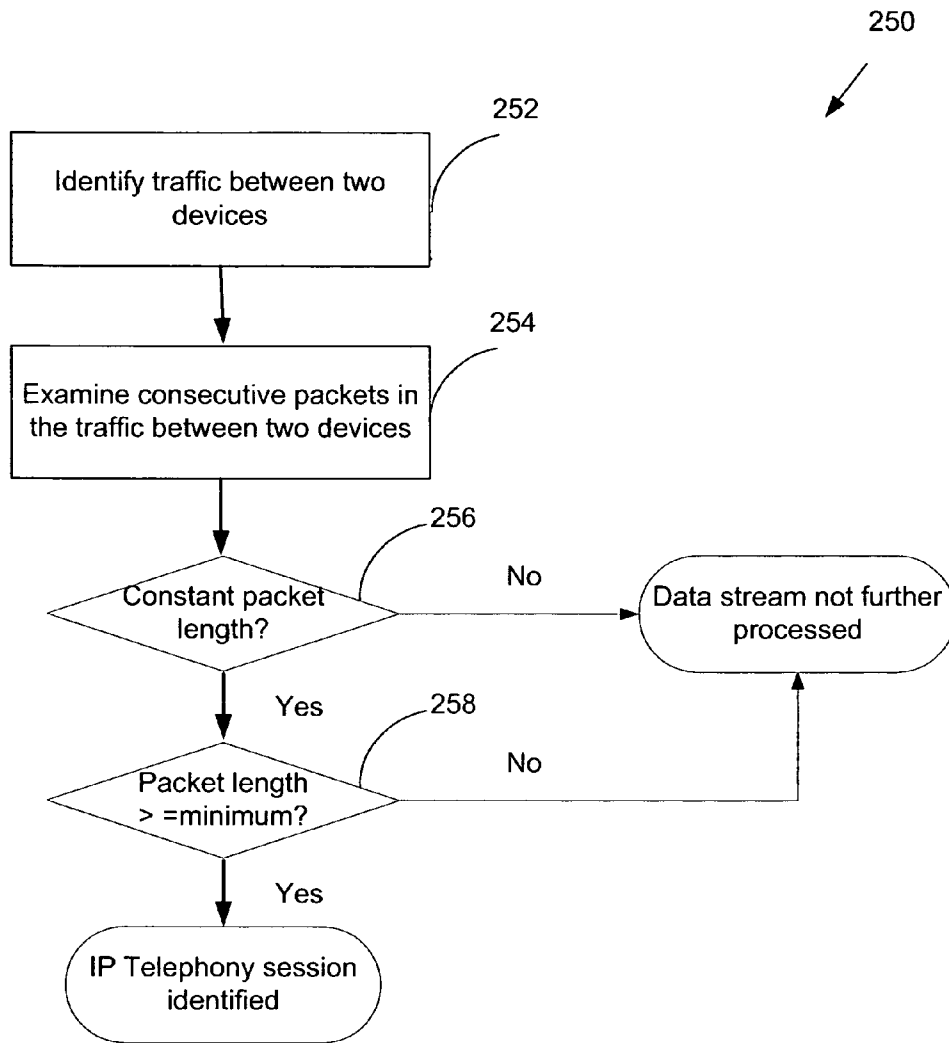 250
252
Identify traffic between two
devices
254
Examine consecutive packets in
the traffic between two devices
256
Constant packet
length?
No
Data stream not further
processed
Yes
258
Packet length
> =minimum?
No
Yes
IP Telephony session
identified